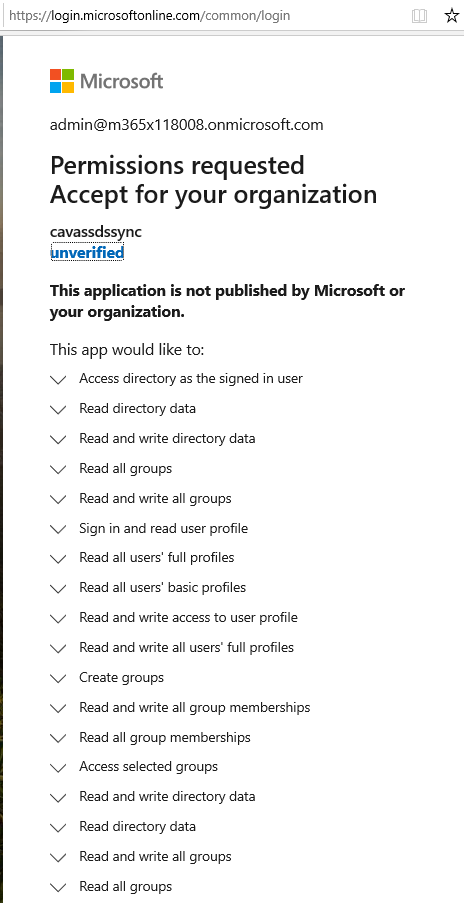 https://login.microsoftonline.com/common/login
Microsoft
admin@m365x118008.onmicrosoft.com
Permissions requested
Accept for your organization
cavassdssync
unverified
This application is not published by Microsoft or
your organization.
This app would like to:
Access directory as the signed in user
Read directory data
Read and write directory data
Read all groups
Read and write all groups
Sign in and read user profile
Read all users' full profiles
Read all users' basic profiles
Read and write access to user profile
Read and write all users' full profiles
Create groups
Read and write all group memberships
Read all group memberships
Access selected groups
Read and write directory data
Read directory data
Read and write all groups
Read all groups